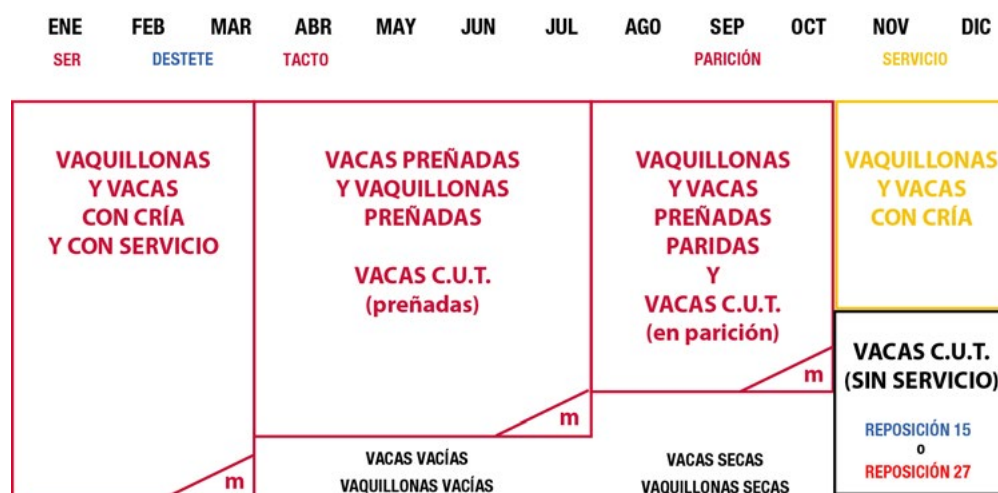 ENE FEB MAR ABR MAY JUN JUL AGO SEP OCT NOV DIC
SER DESTETE TACTO PARICIÓN SERVICIO
VAQUILLONAS
Y VACAS
CON CRÍA
Y CON SERVICIO
m
VACAS PREÑADAS
Y VAQUILLONAS
PREÑADAS
VACAS C.U.T.
(preñadas)
m
VACAS VACÍAS
VAQUILLONAS VACÍAS
VAQUILLONAS
Y VACAS
PREÑADAS
PARIDAS
Y
VACAS C.U.T.
(en parición)
m
VACAS SECAS
VAQUILLONAS SECAS
VAQUILLONAS
Y VACAS
CON CRÍA
VACAS C.U.T.
(SIN SERVICIO)
REPOSICIÓN 15
o
REPOSICIÓN 27